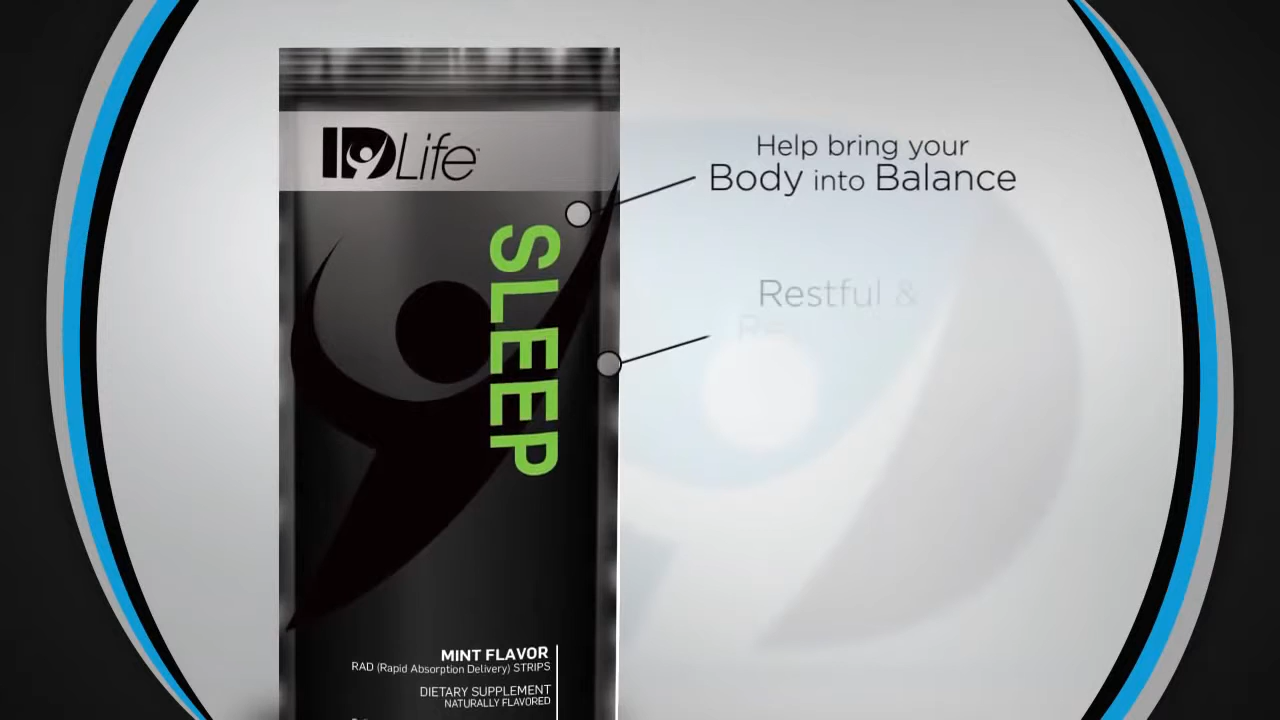 IDLife
SLEEP
MINT FLAVOR
RAD (Rapid Absorption Delivery) STRIPS
DIETARY SUPPLEMENT
NATURALLY FLAVORED
Help bring your
Body into Balance
Restful &